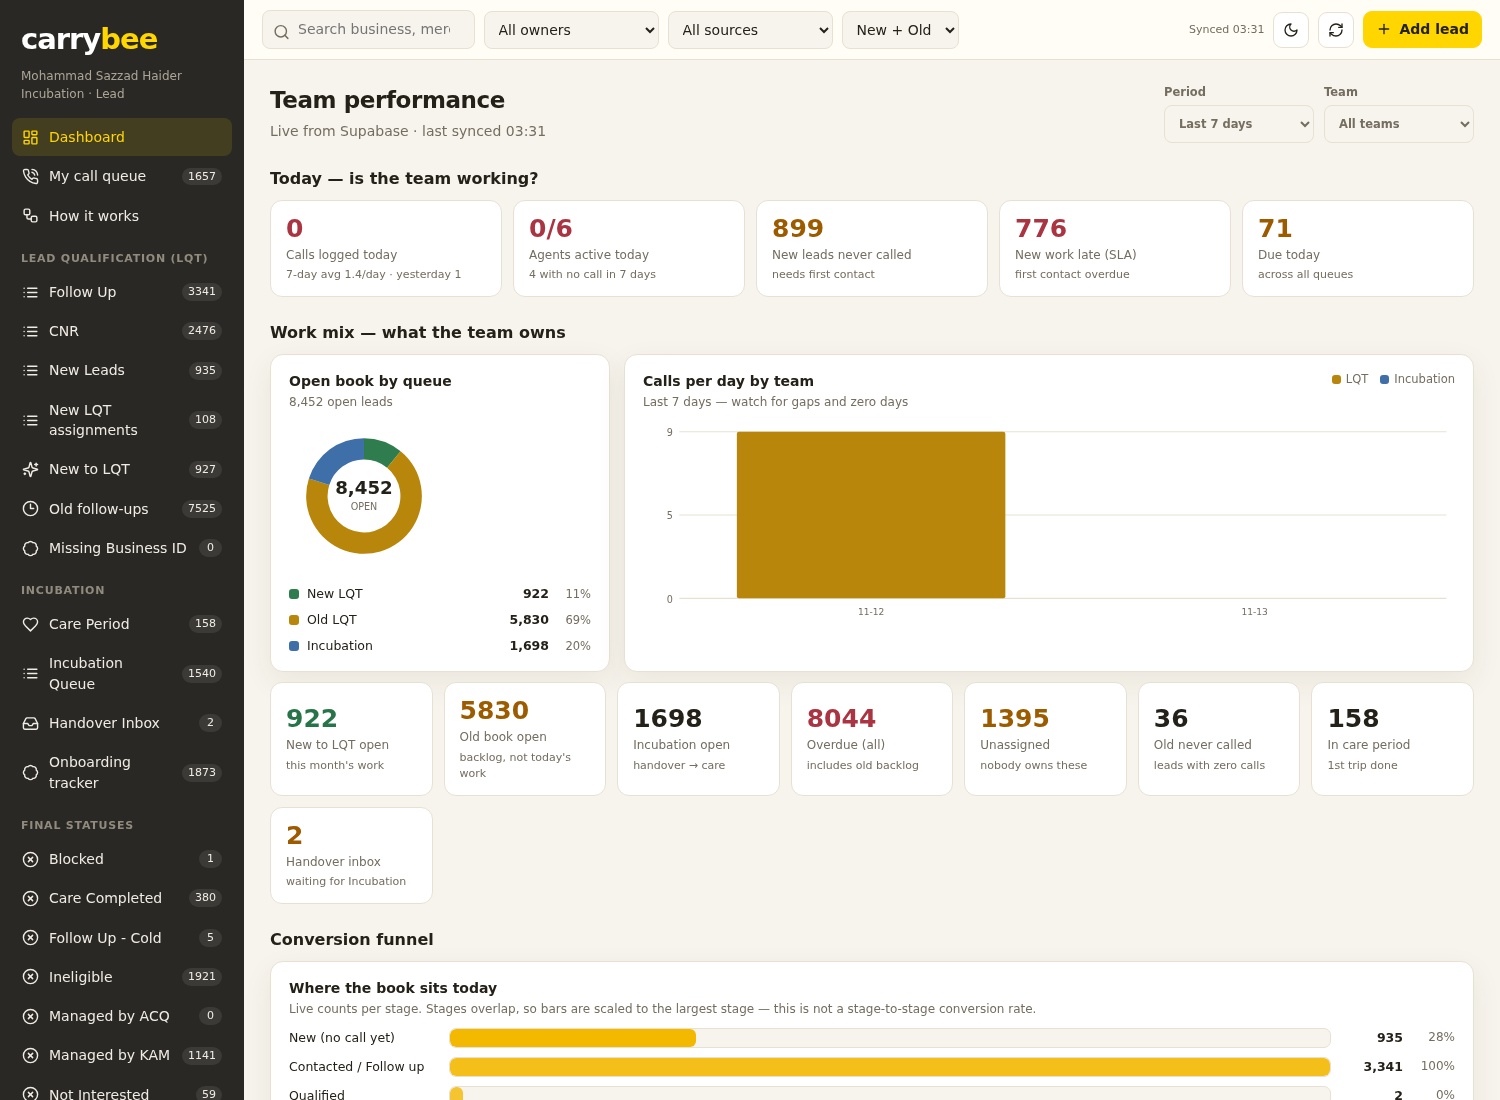 carrybee
Mohammad Sazzad Haider
Incubation · Lead
Dashboard
My call queue 1657
How it works
LEAD QUALIFICATION (LQT)
Follow Up 3341
CNR 2476
New Leads 935
New LQT assignments 108
New to LQT 927
Old follow-ups 7525
Missing Business ID 0
INCUBATION
Care Period 158
Incubation Queue 1540
Handover Inbox 2
Onboarding tracker 1873
FINAL STATUSES
Blocked 1
Care Completed 380
Follow Up - Cold 5
Ineligible 1921
Managed by ACQ 0
Managed by KAM 1141
Not Interested 59
Search business, mer
All owners
All sources
New + Old
Synced 03:31
Add lead
Team performance
Live from Supabase · last synced 03:31
Period
Last 7 days
Team
All teams
Today — is the team working?
0
Calls logged today
7-day avg 1.4/day · yesterday 1
0/6
Agents active today
4 with no call in 7 days
899
New leads never called
needs first contact
776
New work late (SLA)
first contact overdue
71
Due today
across all queues
Work mix — what the team owns
Open book by queue
8,452 open leads
8,452
OPEN
New LQT 922 11%
Old LQT 5,830 69%
Incubation 1,698 20%
Calls per day by team
Last 7 days — watch for gaps and zero days
LQT Incubation
9
5
0
11-12 11-13
922
New to LQT open
this month's work
5830
Old book open
backlog, not today's
work
1698
Incubation open
handover → care
8044
Overdue (all)
includes old backlog
1395
Unassigned
nobody owns these
36
Old never called
leads with zero calls
158
In care period
1st trip done
2
Handover inbox
waiting for Incubation
Conversion funnel
Where the book sits today
Live counts per stage. Stages overlap, so bars are scaled to the largest stage — this is not a stage-to-stage conversion rate.
New (no call yet) 935 28%
Contacted / Follow up 3,341 100%
Qualified 2 0%